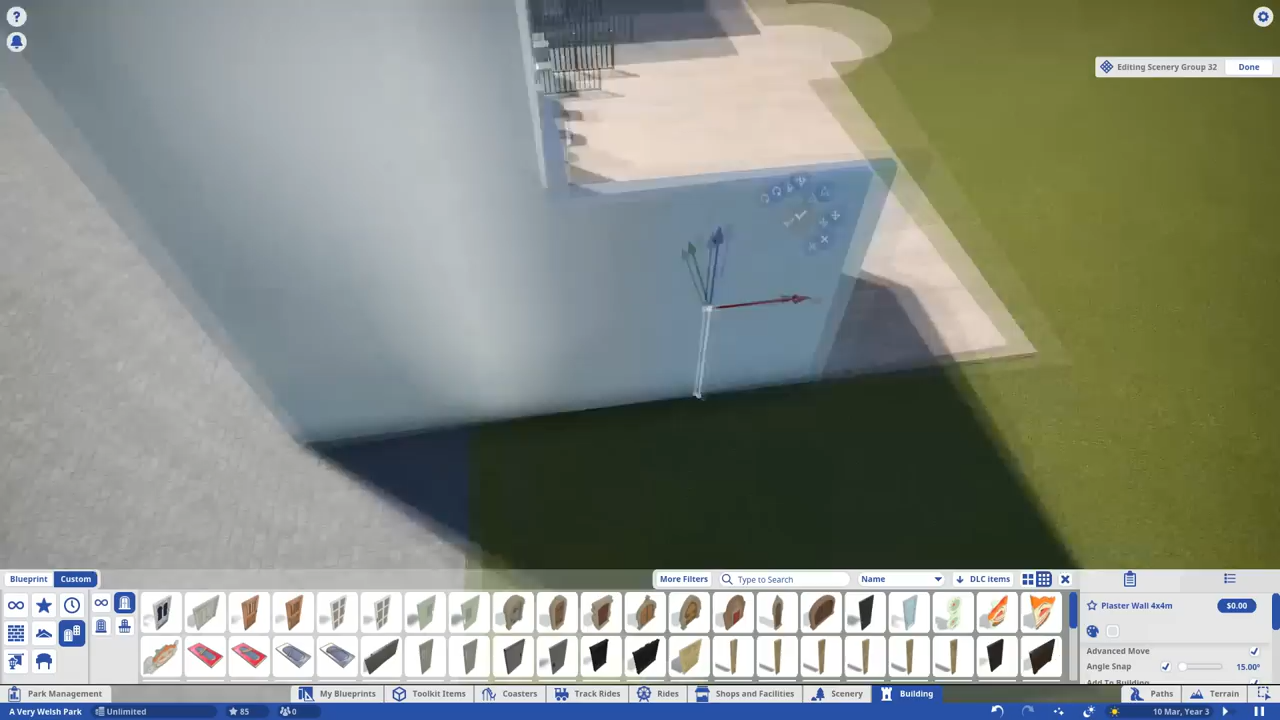 ?
Editing Scenery Group 32 Done
Blueprint Custom More Filters Type to Search Name DLC items
Plaster Wall 4x4m $0.00
Advanced Move
Angle Snap 15.00°
Park Management My Blueprints Toolkit Items Coasters Track Rides Rides Shops and Facilities Scenery Building Paths Terrain
A Very Welsh Park Unlimited 85 0 10 Mar, Year 3